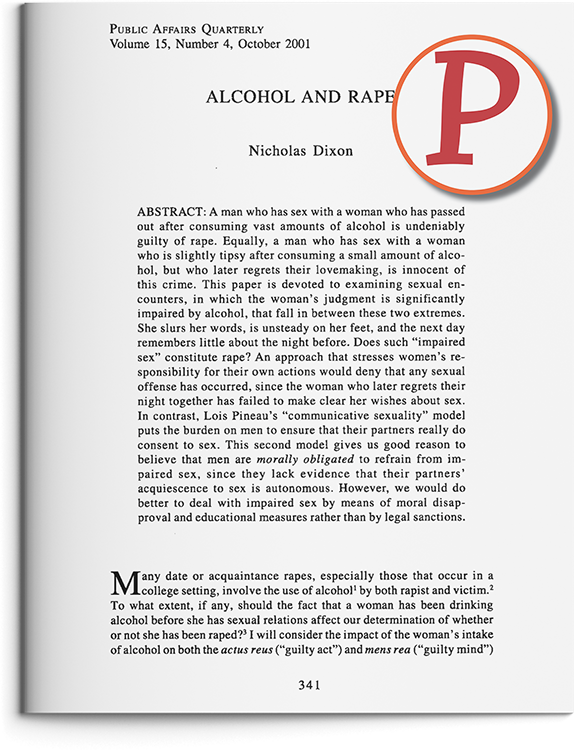 PUBLIC AFFAIRS QUARTERLY
Volume 15, Number 4, October 2001
P
ALCOHOL AND RAPE
Nicholas Dixon
ABSTRACT: A man who has sex with a woman who has passed
out after consuming vast amounts of alcohol is undeniably
guilty of rape. Equally, a man who has sex with a woman
who is slightly tipsy after consuming a small amount of alco-
hol, but who later regrets their lovemaking, is innocent of
this crime. This paper is devoted to examining sexual en-
counters, in which the woman's judgment is significantly
impaired by alcohol, that fall in between these two extremes.
She slurs her words, is unsteady on her feet, and the next day
remembers little about the night before. Does such “impaired
sex” constitute rape? An approach that stresses women's re-
sponsibility for their own actions would deny that any sexual
offense has occurred, since the woman who later regrets their
night together has failed to make clear her wishes about sex.
In contrast, Lois Pineau's “communicative sexuality” model
puts the burden on men to ensure that their partners really do
consent to sex. This second model gives us good reason to
believe that men are morally obligated to refrain from im-
paired sex, since they lack evidence that their partners'
acquiescence to sex is autonomous. However, we would do
better to deal with impaired sex by means of moral disap-
proval and educational measures rather than by legal sanctions.
Many date or acquaintance rapes, especially those that occur in a
college setting, involve the use of alcohol¹ by both rapist and victim.²
To what extent, if any, should the fact that a woman has been drinking
alcohol before she has sexual relations affect our determination of whether
or not she has been raped?³ I will consider the impact of the woman's intake
of alcohol on both the actus reus (“guilty act”) and mens rea (“guilty mind”)
341